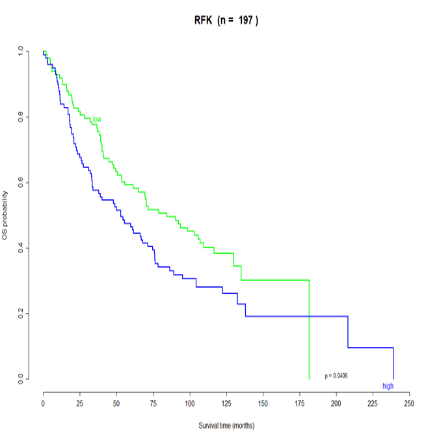 RFK (n = 197 )
1.0
0.8
0.6
0.4
0.2
0.0
OS probability
low
p = 0.0406
high
0 25 50 75 100 125 150 175 200 225 250
Survival time (months)